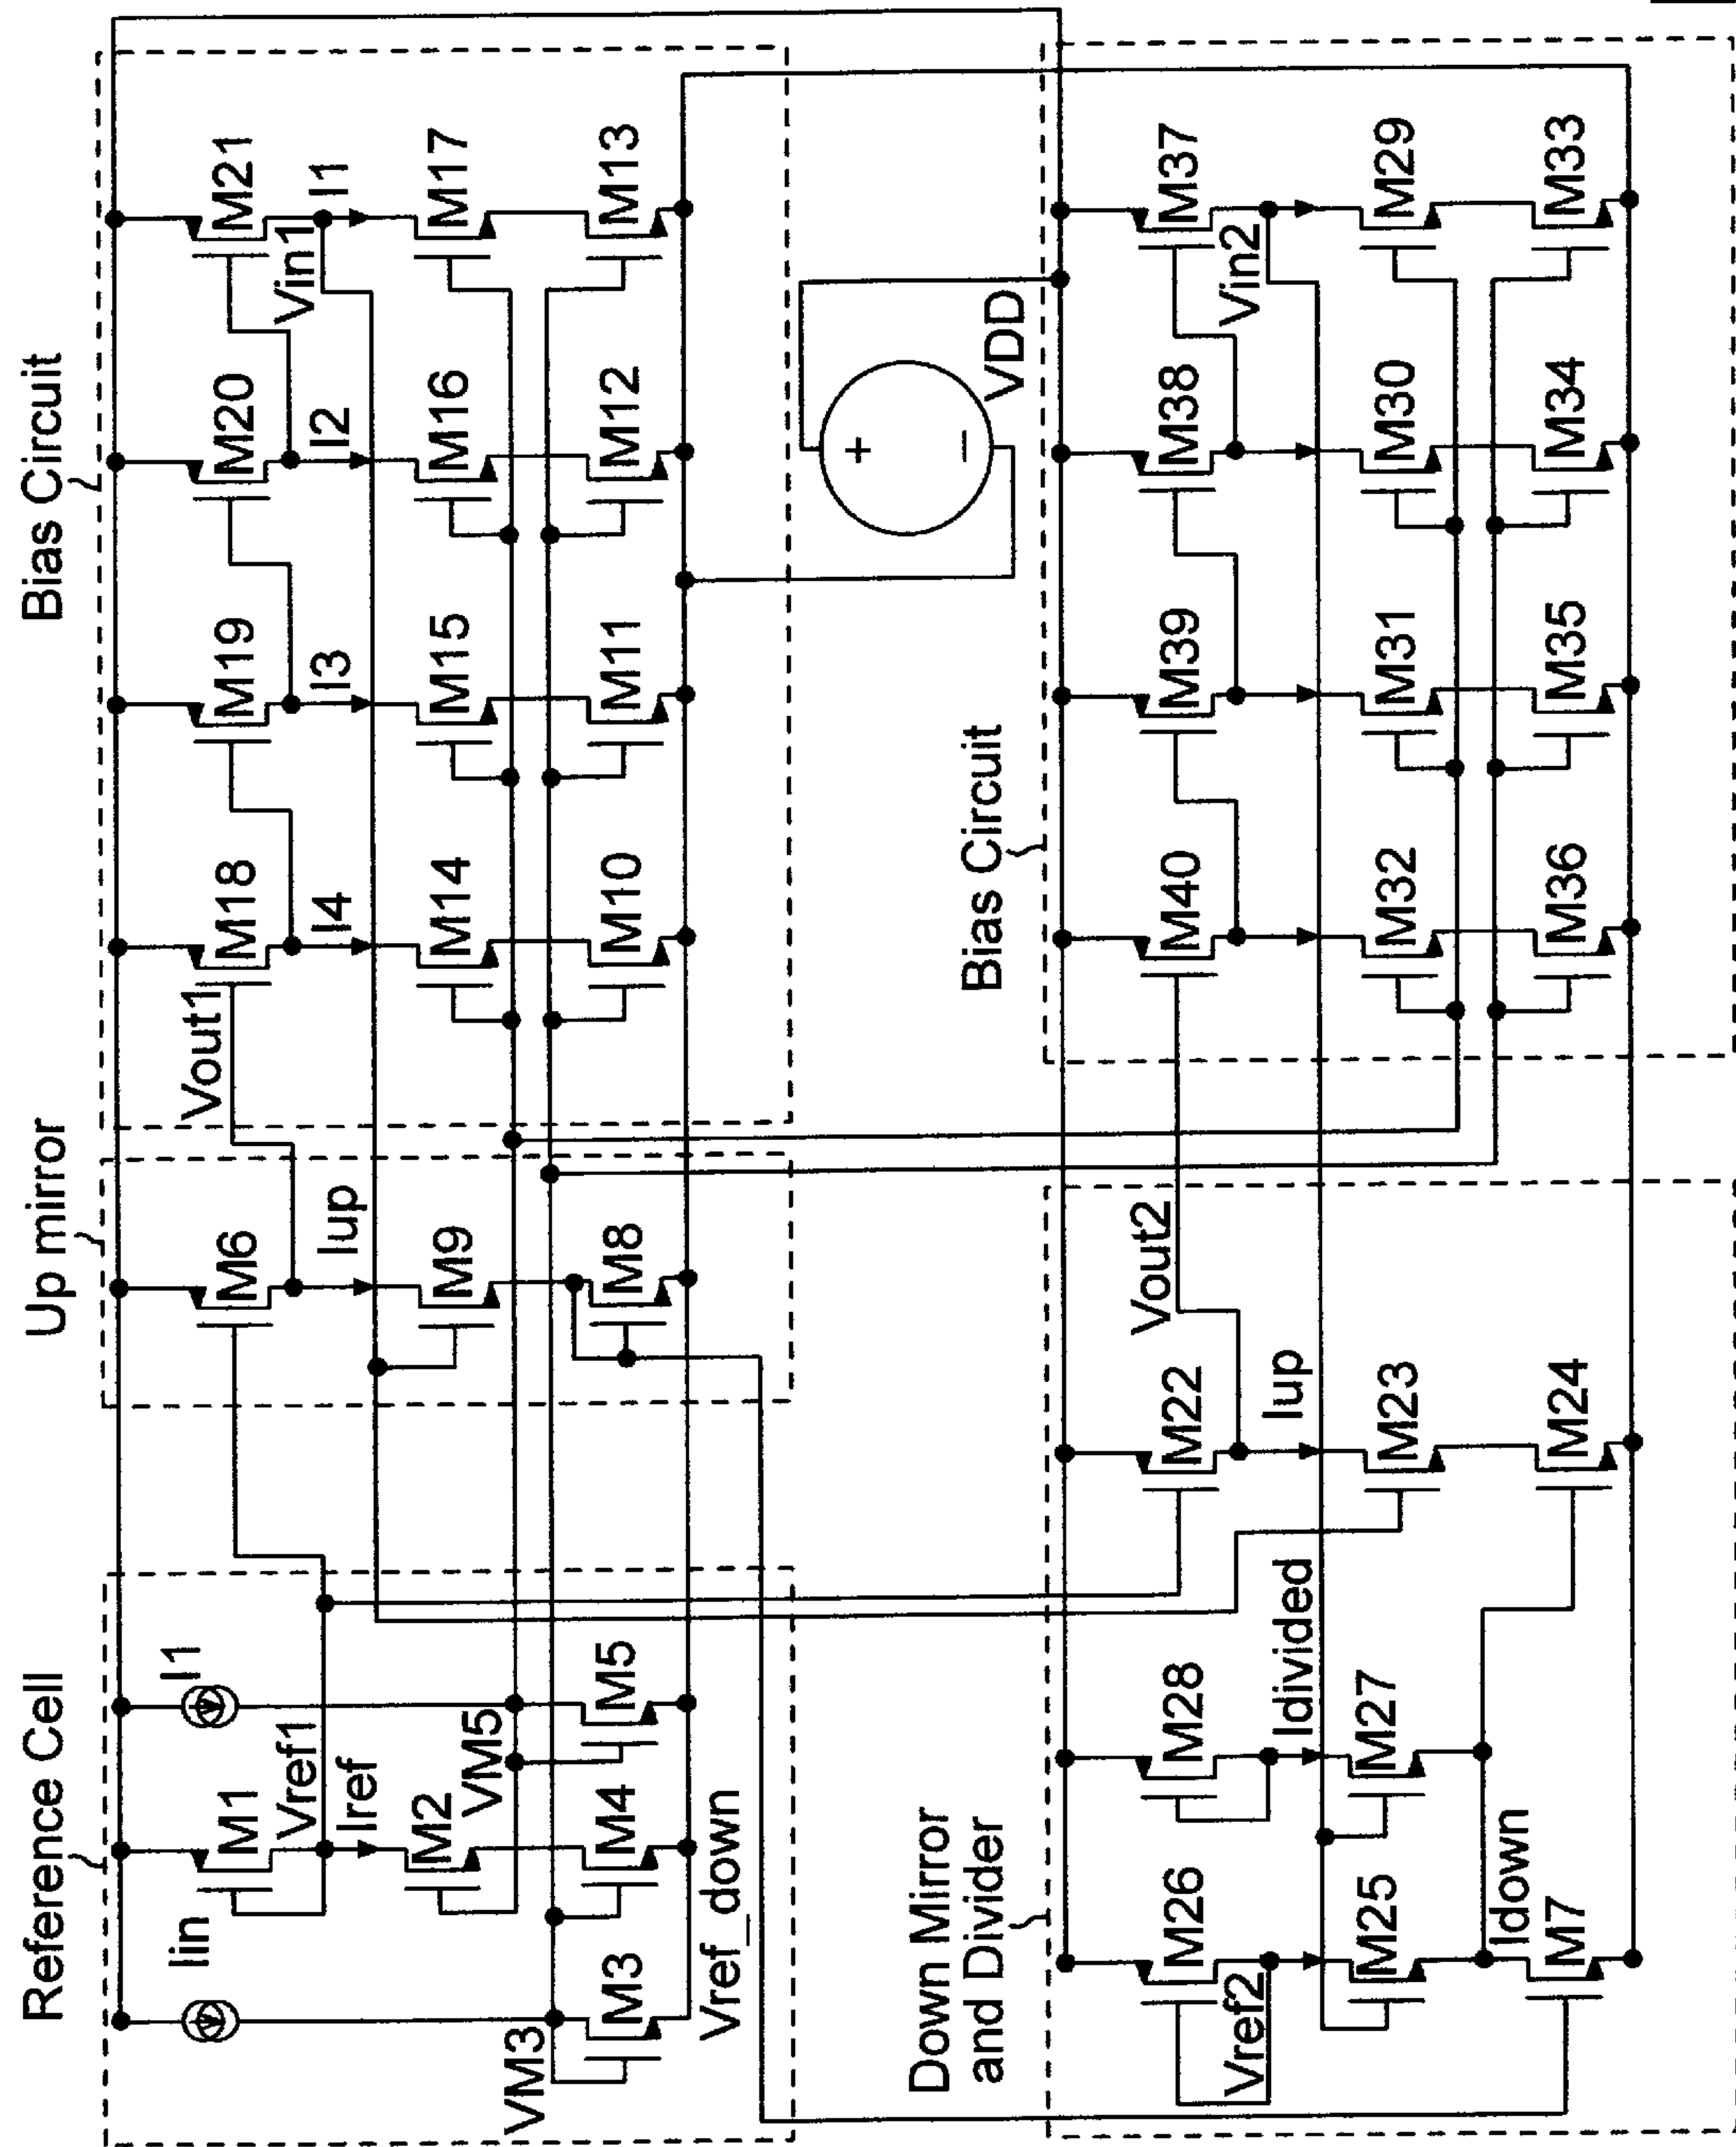 Reference Cell
Up mirror
Bias Circuit
Iin
I1
M1
Vref1
Iref
M2
VM5
M5
M3
M4
VM3
Vref_down
M6
Iup
M9
M8
Vout1
M18
M19
M20
M21
Vin1
I4
I3
I2
I1
M14
M15
M16
M17
M10
M11
M12
M13
+
−
VDD
Down Mirror
and Divider
Bias Circuit
M26
M28
M22
Vref2
Idivided
Iup
Vout2
M25
M27
M23
Idown
M7
M24
M40
M39
M38
M37
Vin2
M32
M31
M30
M29
M36
M35
M34
M33